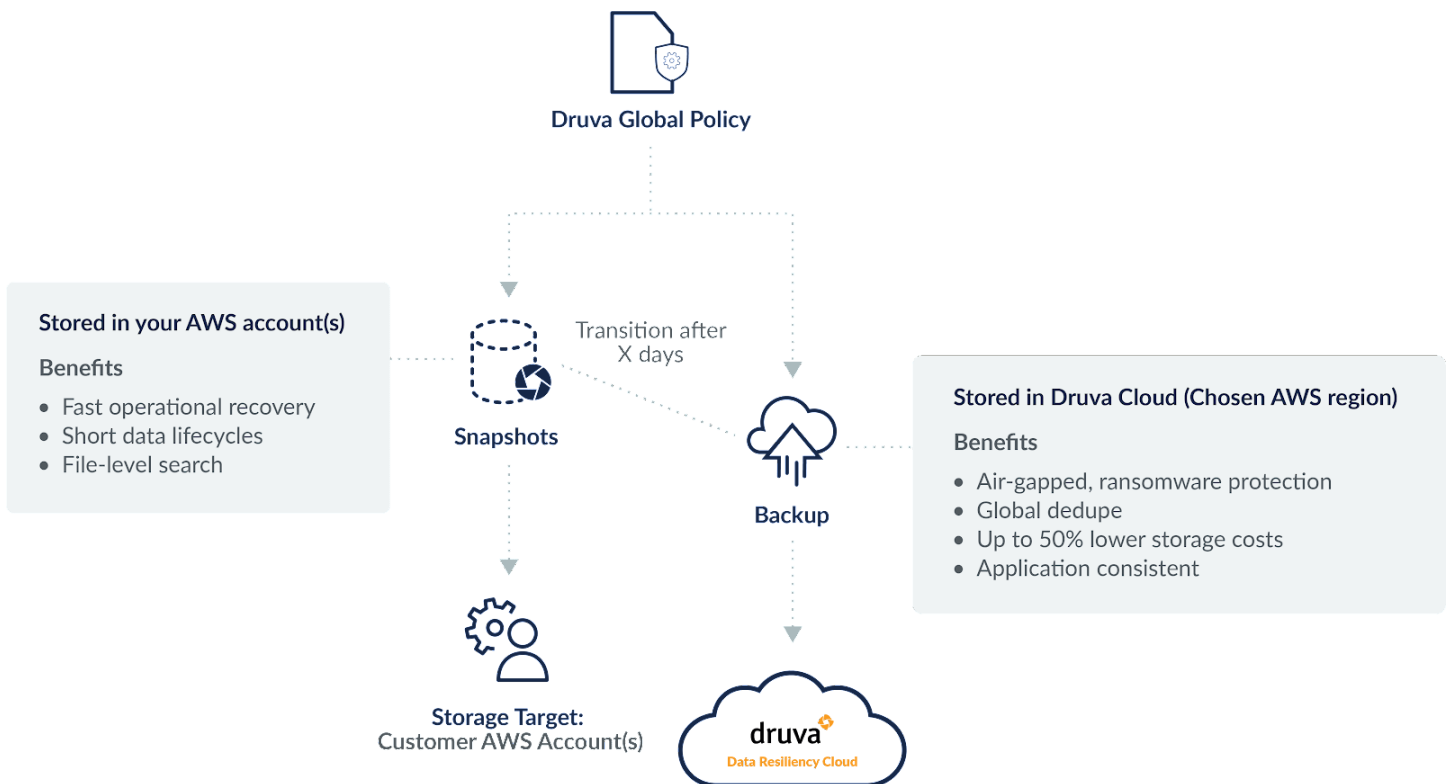 Druva Global Policy
Stored in your AWS account(s)
Benefits
• Fast operational recovery
• Short data lifecycles
• File-level search
Transition after
X days
Snapshots
Backup
Stored in Druva Cloud (Chosen AWS region)
Benefits
• Air-gapped, ransomware protection
• Global dedupe
• Up to 50% lower storage costs
• Application consistent
Storage Target:
Customer AWS Account(s)
druva
Data Resiliency Cloud